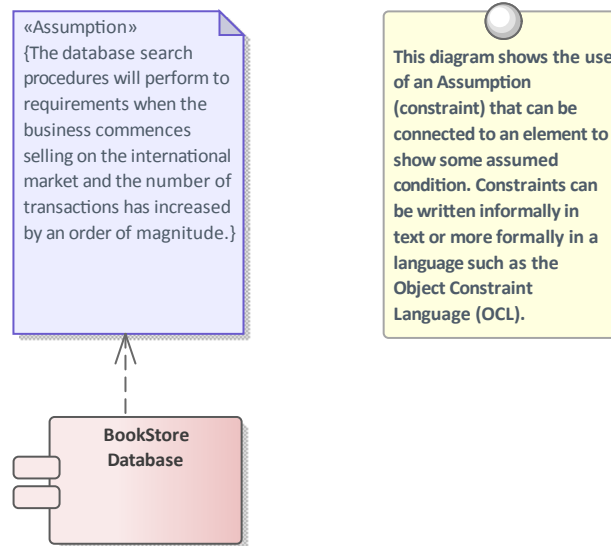 «Assumption»
{The database search
procedures will perform to
requirements when the
business commences
selling on the international
market and the number of
transactions has increased
by an order of magnitude.}
This diagram shows the use
of an Assumption
(constraint) that can be
connected to an element to
show some assumed
condition. Constraints can
be written informally in
text or more formally in a
language such as the
Object Constraint
Language (OCL).
BookStore
Database